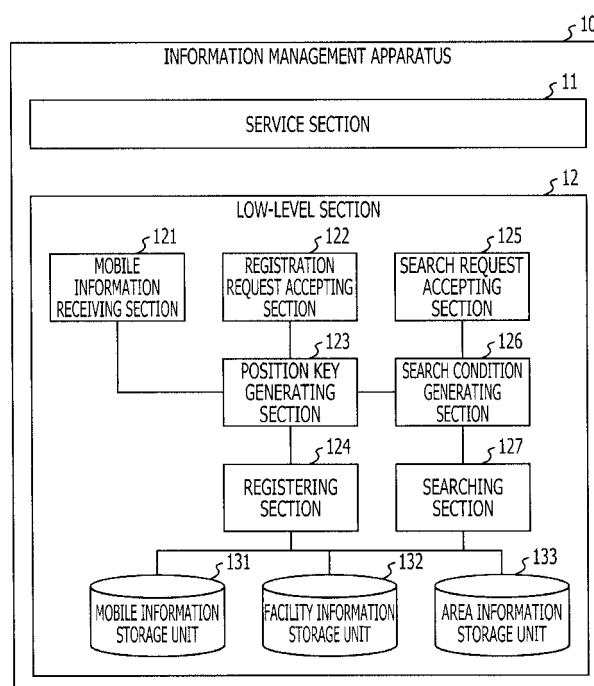 10
INFORMATION MANAGEMENT APPARATUS
11
SERVICE SECTION
12
LOW-LEVEL SECTION
121
MOBILE
INFORMATION
RECEIVING SECTION
122
REGISTRATION
REQUEST ACCEPTING
SECTION
125
SEARCH REQUEST
ACCEPTING
SECTION
123
POSITION KEY
GENERATING
SECTION
126
SEARCH CONDITION
GENERATING
SECTION
124
REGISTERING
SECTION
127
SEARCHING
SECTION
131
MOBILE INFORMATION
STORAGE UNIT
132
FACILITY INFORMATION
STORAGE UNIT
133
AREA INFORMATION
STORAGE UNIT